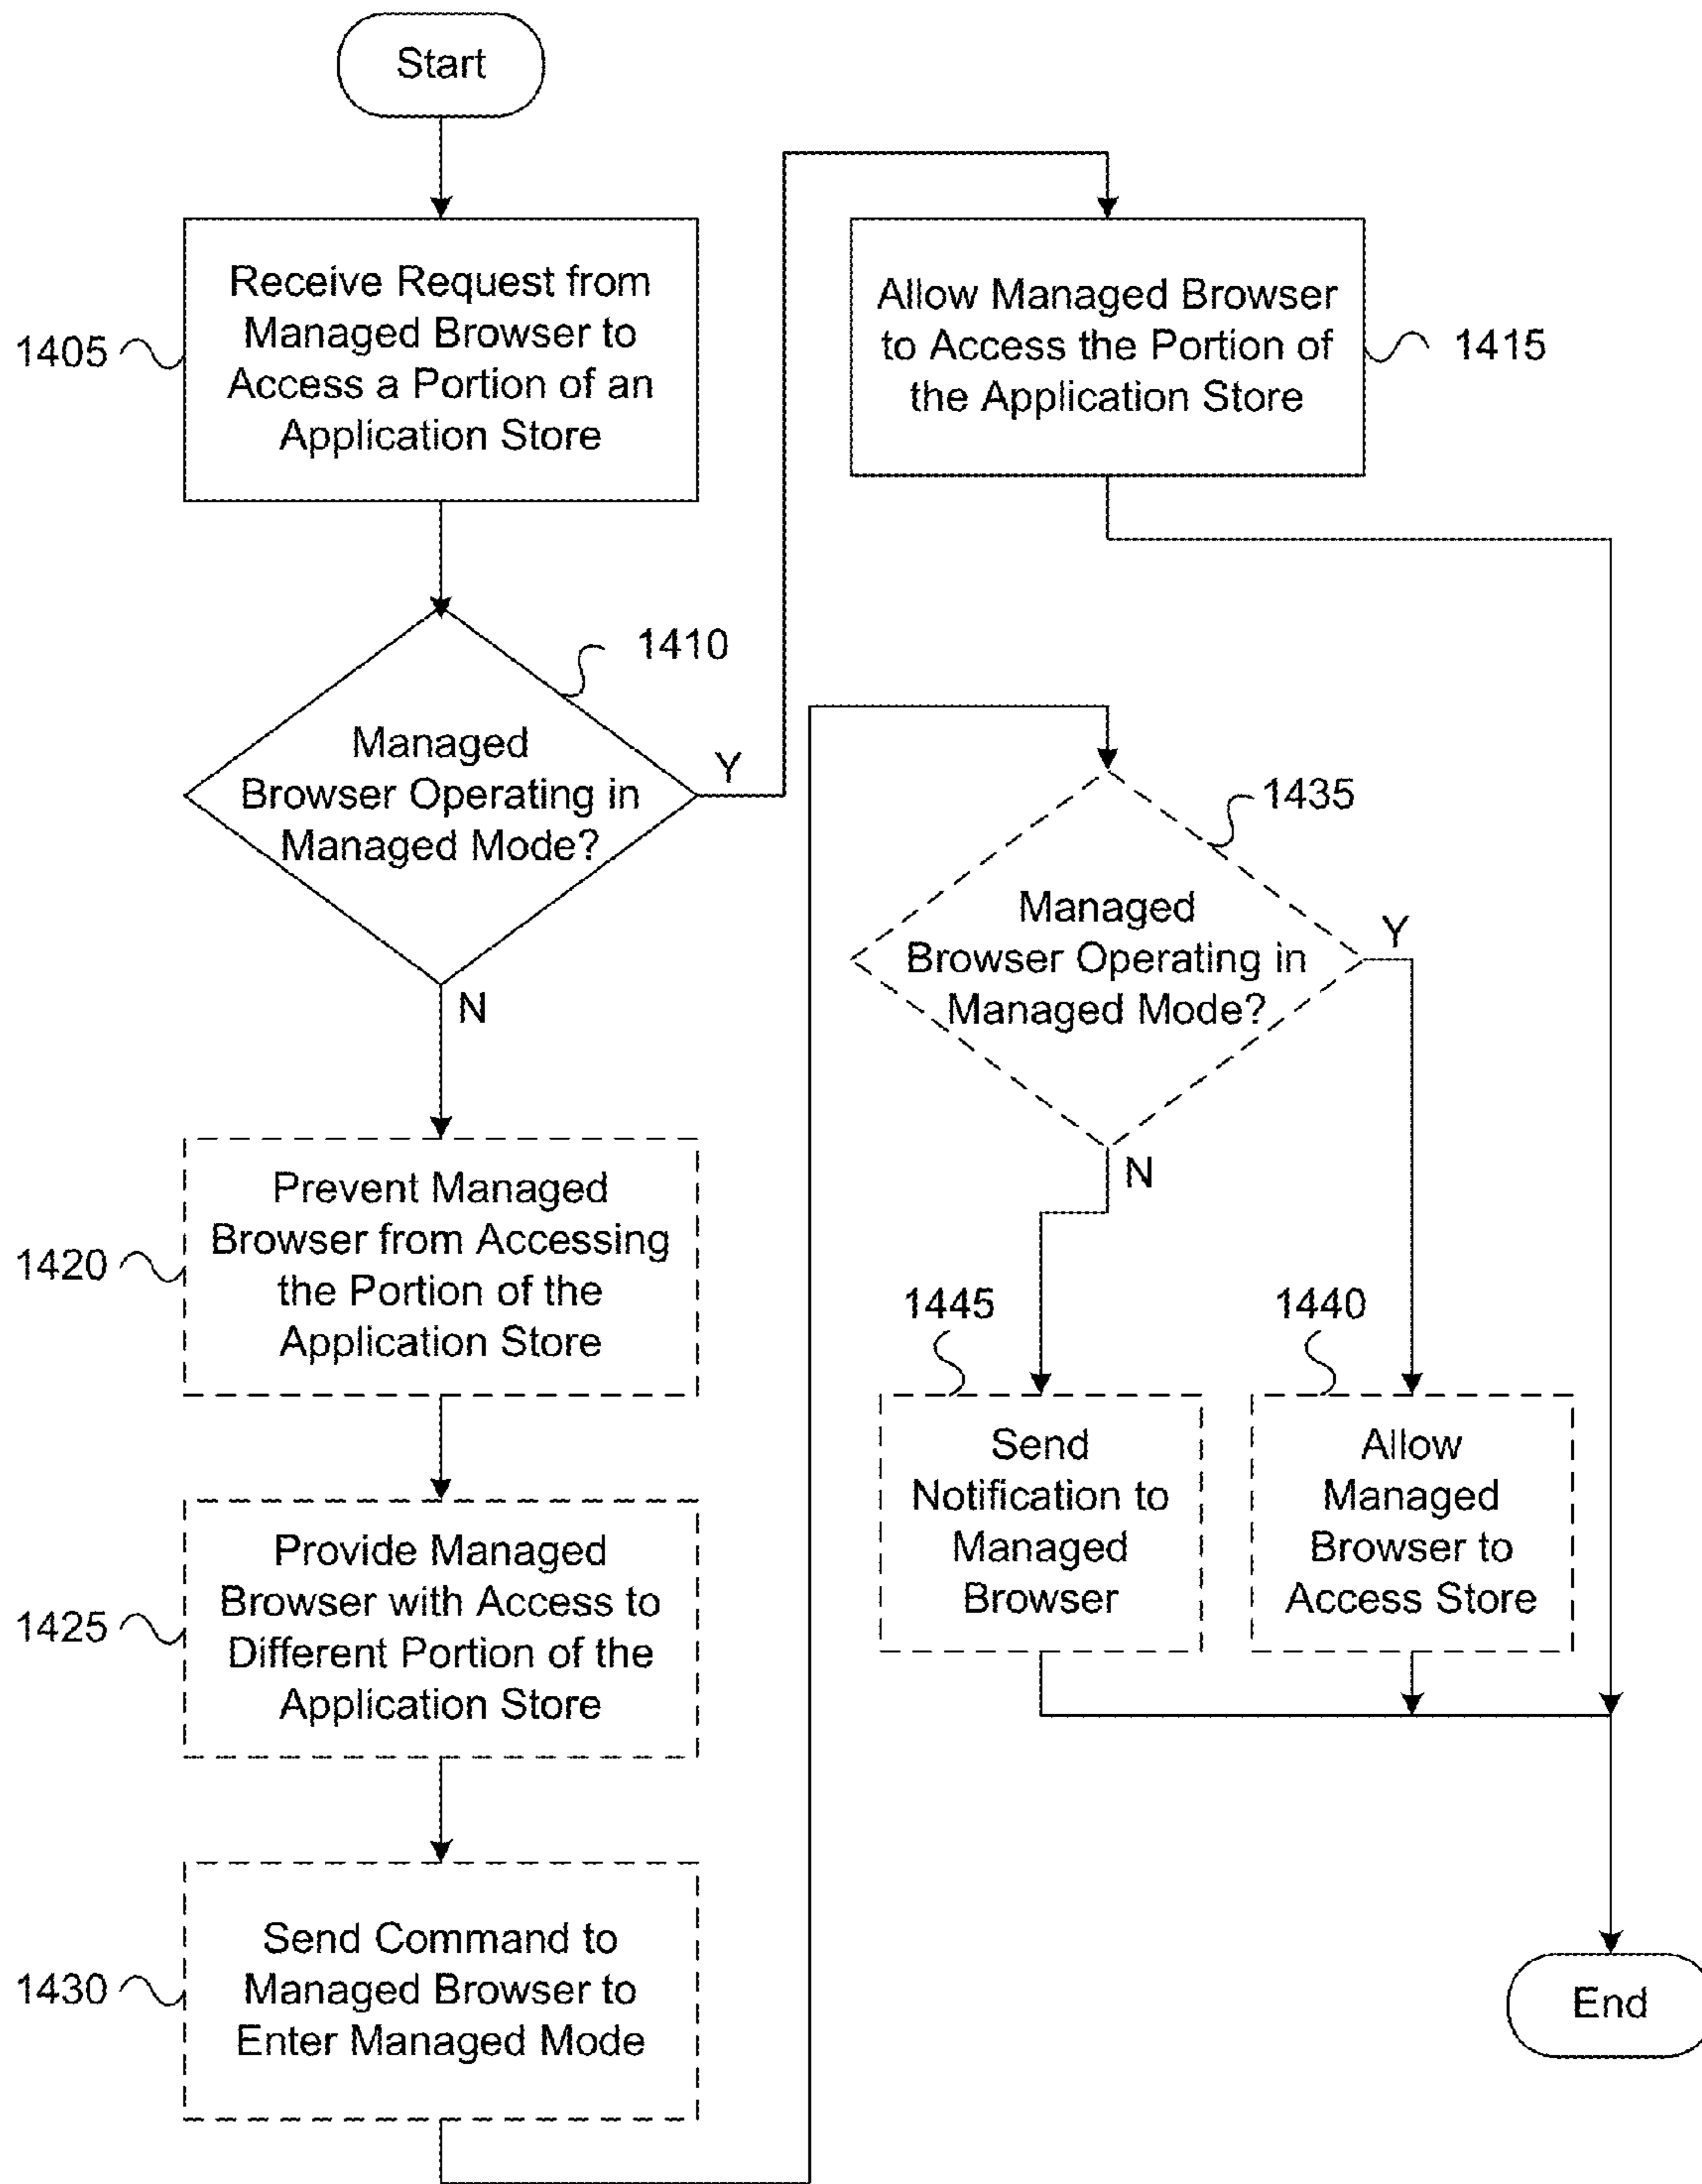 Start
Receive Request from
Managed Browser to
Access a Portion of an
Application Store
1405
Managed
Browser Operating in
Managed Mode?
1410
Y
N
Allow Managed Browser
to Access the Portion of
the Application Store
1415
Prevent Managed
Browser from Accessing
the Portion of the
Application Store
1420
Provide Managed
Browser with Access to
Different Portion of the
Application Store
1425
Send Command to
Managed Browser to
Enter Managed Mode
1430
Managed
Browser Operating in
Managed Mode?
1435
Y
N
1445
Send
Notification to
Managed
Browser
1440
Allow
Managed
Browser to
Access Store
End